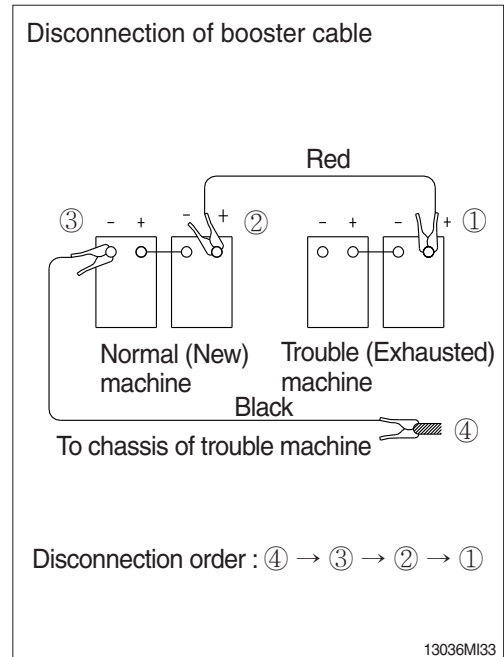 Disconnection of booster cable
Red
③ - + - + ② - + - + ①
Normal (New)
machine
Trouble (Exhausted)
machine
Black
To chassis of trouble machine ④
Disconnection order : ④ → ③ → ② → ①
13036MI33